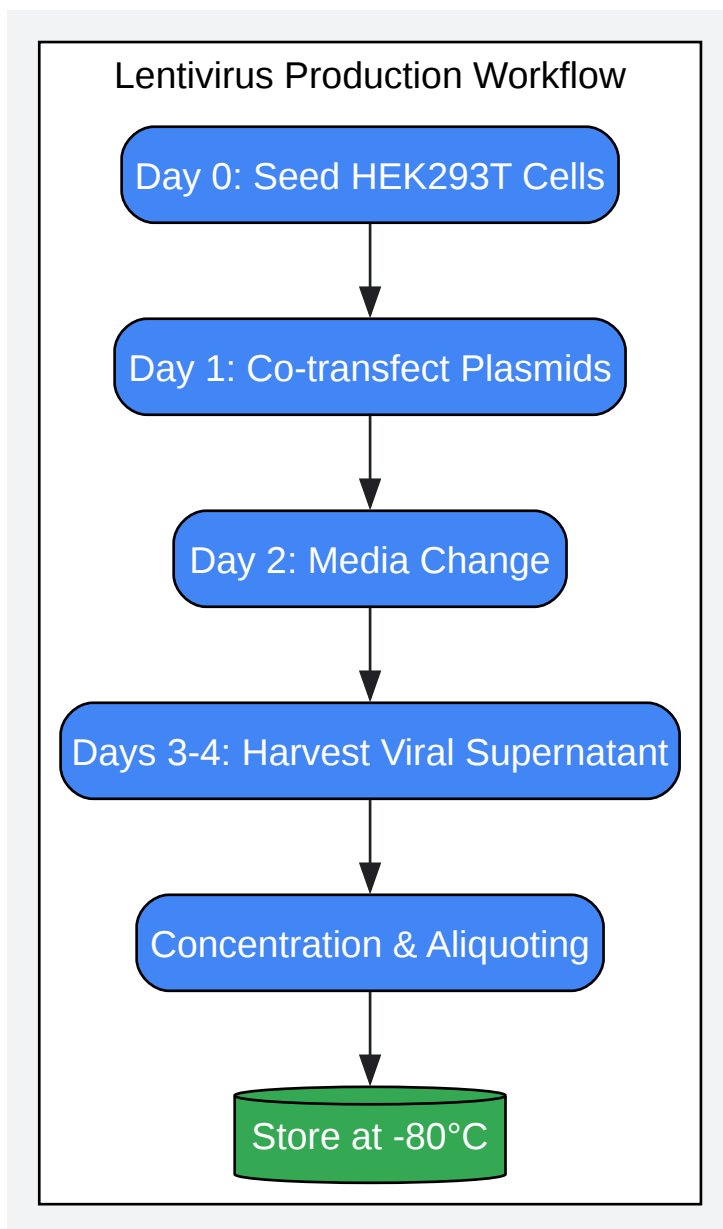 Lentivirus Production Workflow
Day 0: Seed HEK293T Cells
Day 1: Co-transfect Plasmids
Day 2: Media Change
Days 3-4: Harvest Viral Supernatant
Concentration & Aliquoting
Store at -80°C